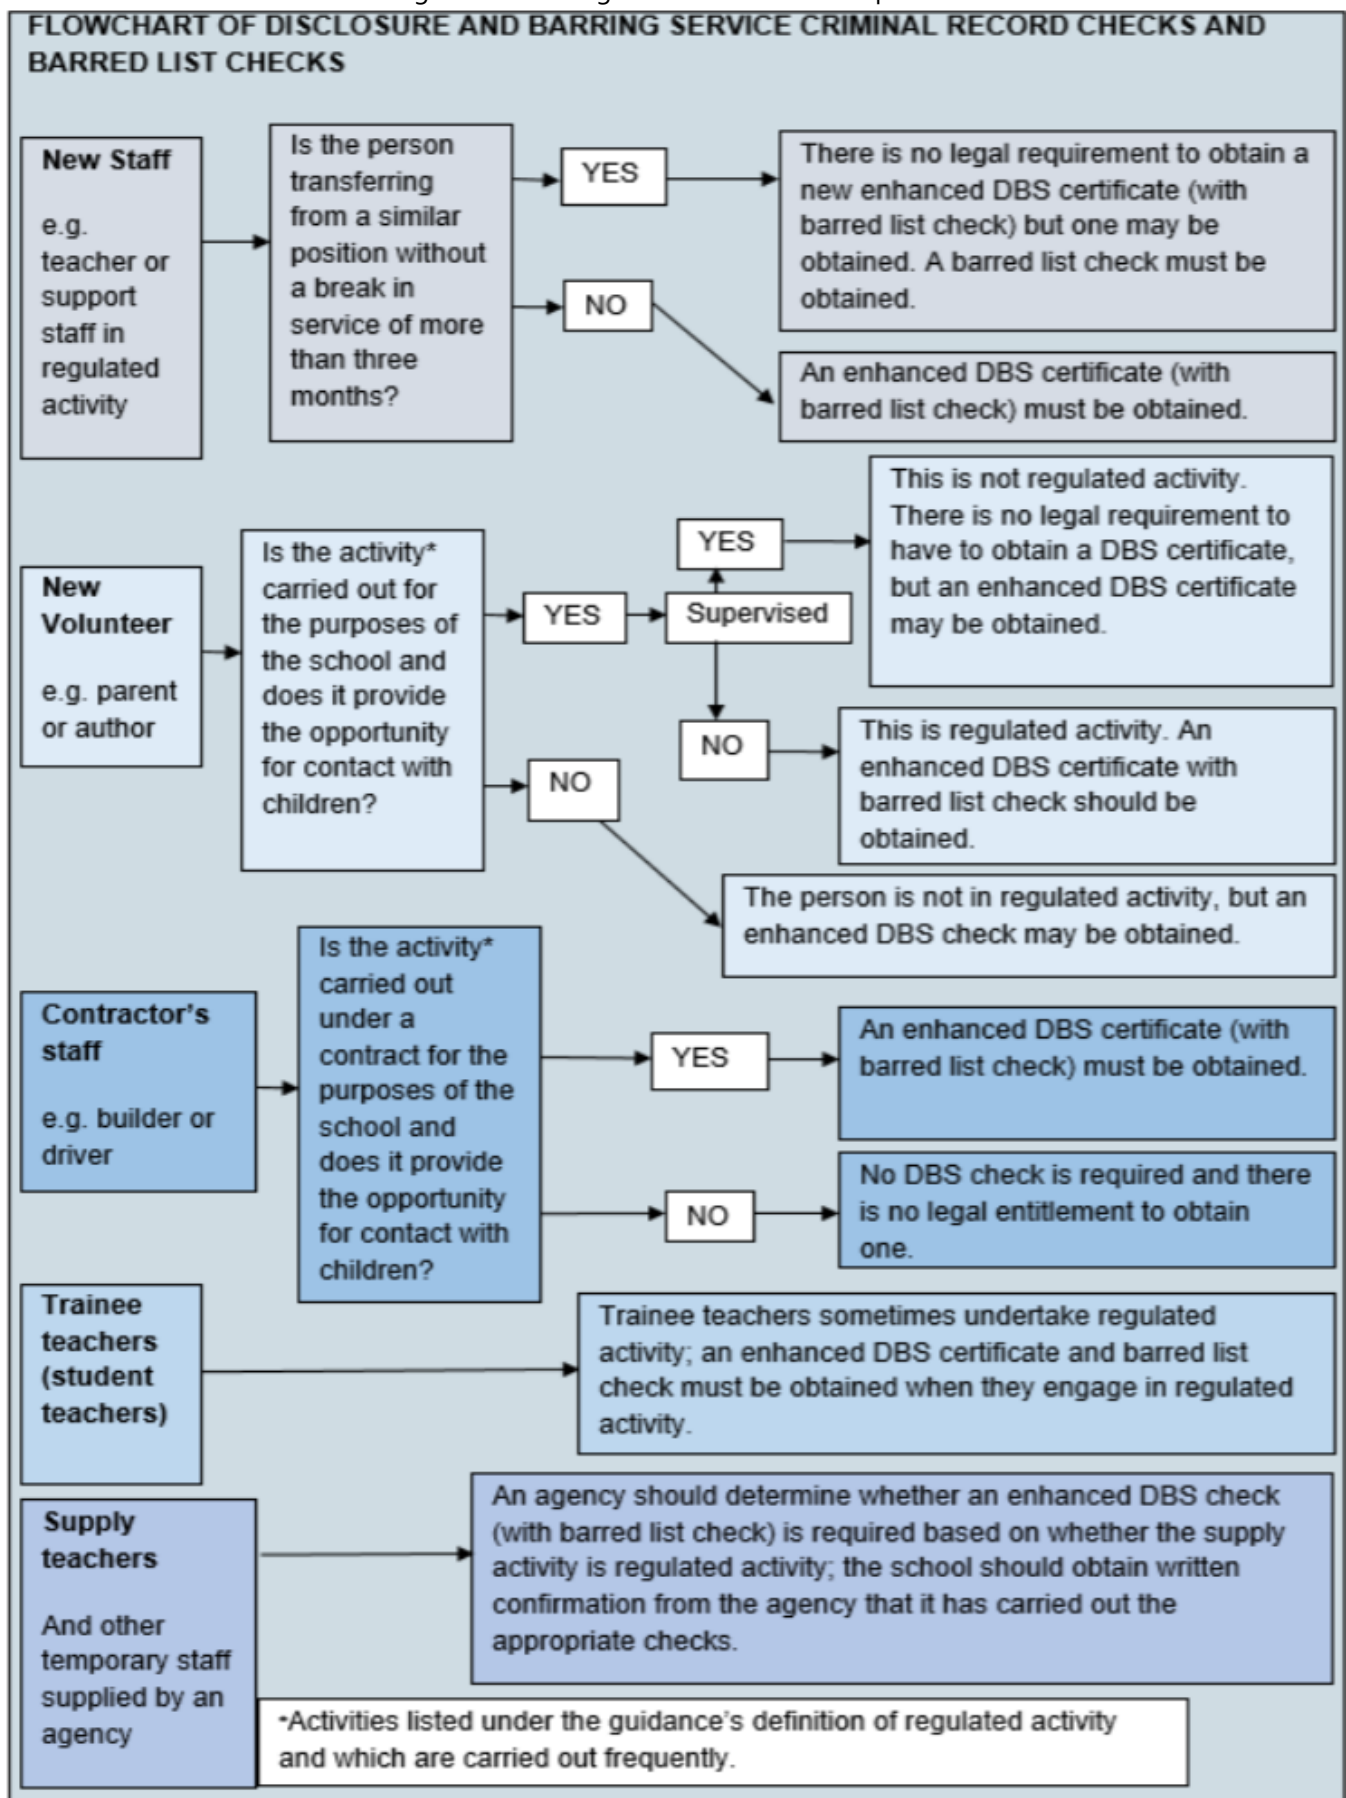 FLOWCHART OF DISCLOSURE AND BARRING SERVICE CRIMINAL RECORD CHECKS AND
BARRED LIST CHECKS
New Staff
e.g.
teacher or
support
staff in
regulated
activity
Is the person
transferring
from a similar
position without
a break in
service of more
than three
months?
YES
There is no legal requirement to obtain a
new enhanced DBS certificate (with
barred list check) but one may be
obtained. A barred list check must be
obtained.
NO
An enhanced DBS certificate (with
barred list check) must be obtained.
New
Volunteer
e.g. parent
or author
Is the activity*
carried out for
the purposes of
the school and
does it provide
the opportunity
for contact with
children?
YES
Supervised
YES
This is not regulated activity.
There is no legal requirement to
have to obtain a DBS certificate,
but an enhanced DBS certificate
may be obtained.
NO
This is regulated activity. An
enhanced DBS certificate with
barred list check should be
obtained.
NO
The person is not in regulated activity, but an
enhanced DBS check may be obtained.
Contractor's
staff
e.g. builder or
driver
Is the activity*
carried out
under a
contract for the
purposes of the
school and
does it provide
the opportunity
for contact with
children?
YES
An enhanced DBS certificate (with
barred list check) must be obtained.
NO
No DBS check is required and there
is no legal entitlement to obtain
one.
Trainee
teachers
(student
teachers)
Trainee teachers sometimes undertake regulated
activity; an enhanced DBS certificate and barred list
check must be obtained when they engage in regulated
activity.
Supply
teachers
And other
temporary staff
supplied by an
agency
An agency should determine whether an enhanced DBS check
(with barred list check) is required based on whether the supply
activity is regulated activity; the school should obtain written
confirmation from the agency that it has carried out the
appropriate checks.
*Activities listed under the guidance's definition of regulated activity
and which are carried out frequently.